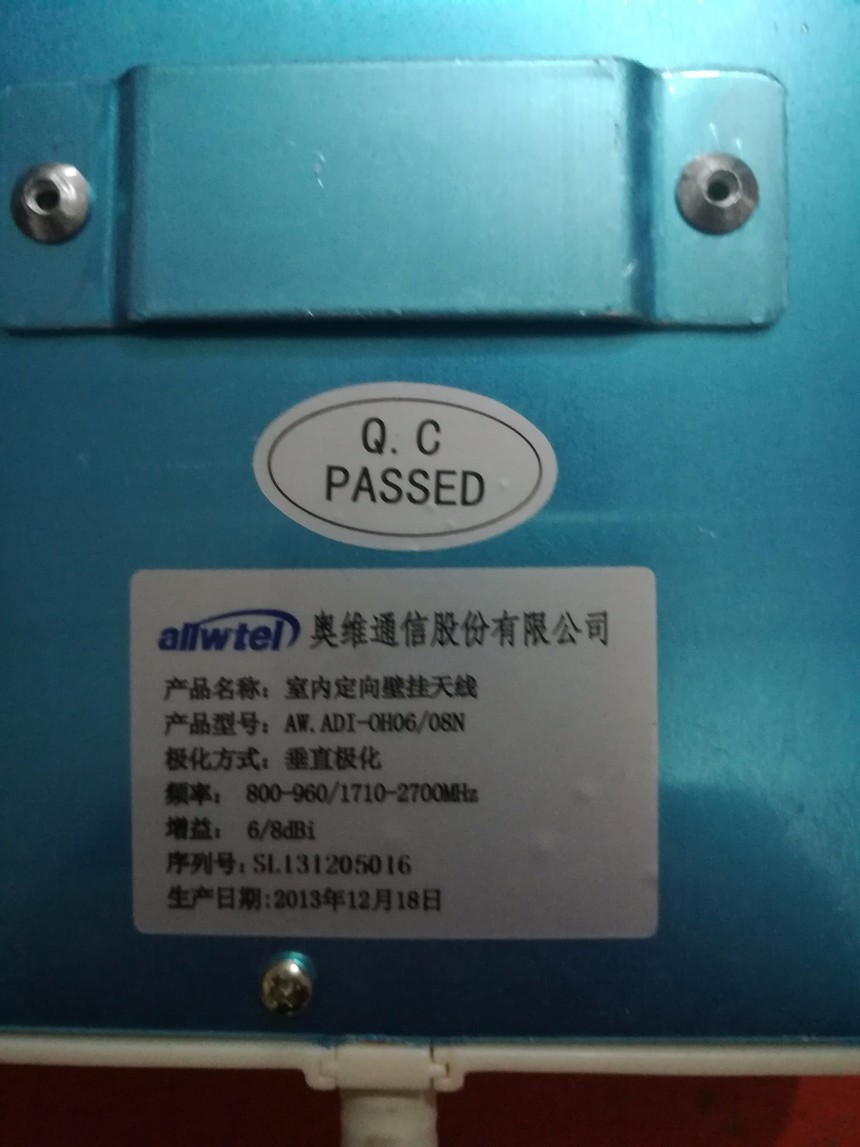 Q.C
PASSED
allwtel 奥维通信股份有限公司
产品名称：室内定向壁挂天线
产品型号：AW.ADI-OH06/08N
极化方式：垂直极化
频率： 800-960/1710-2700MHz
增益： 6/8dBi
序列号：SL131205016
生产日期：2013年12月18日